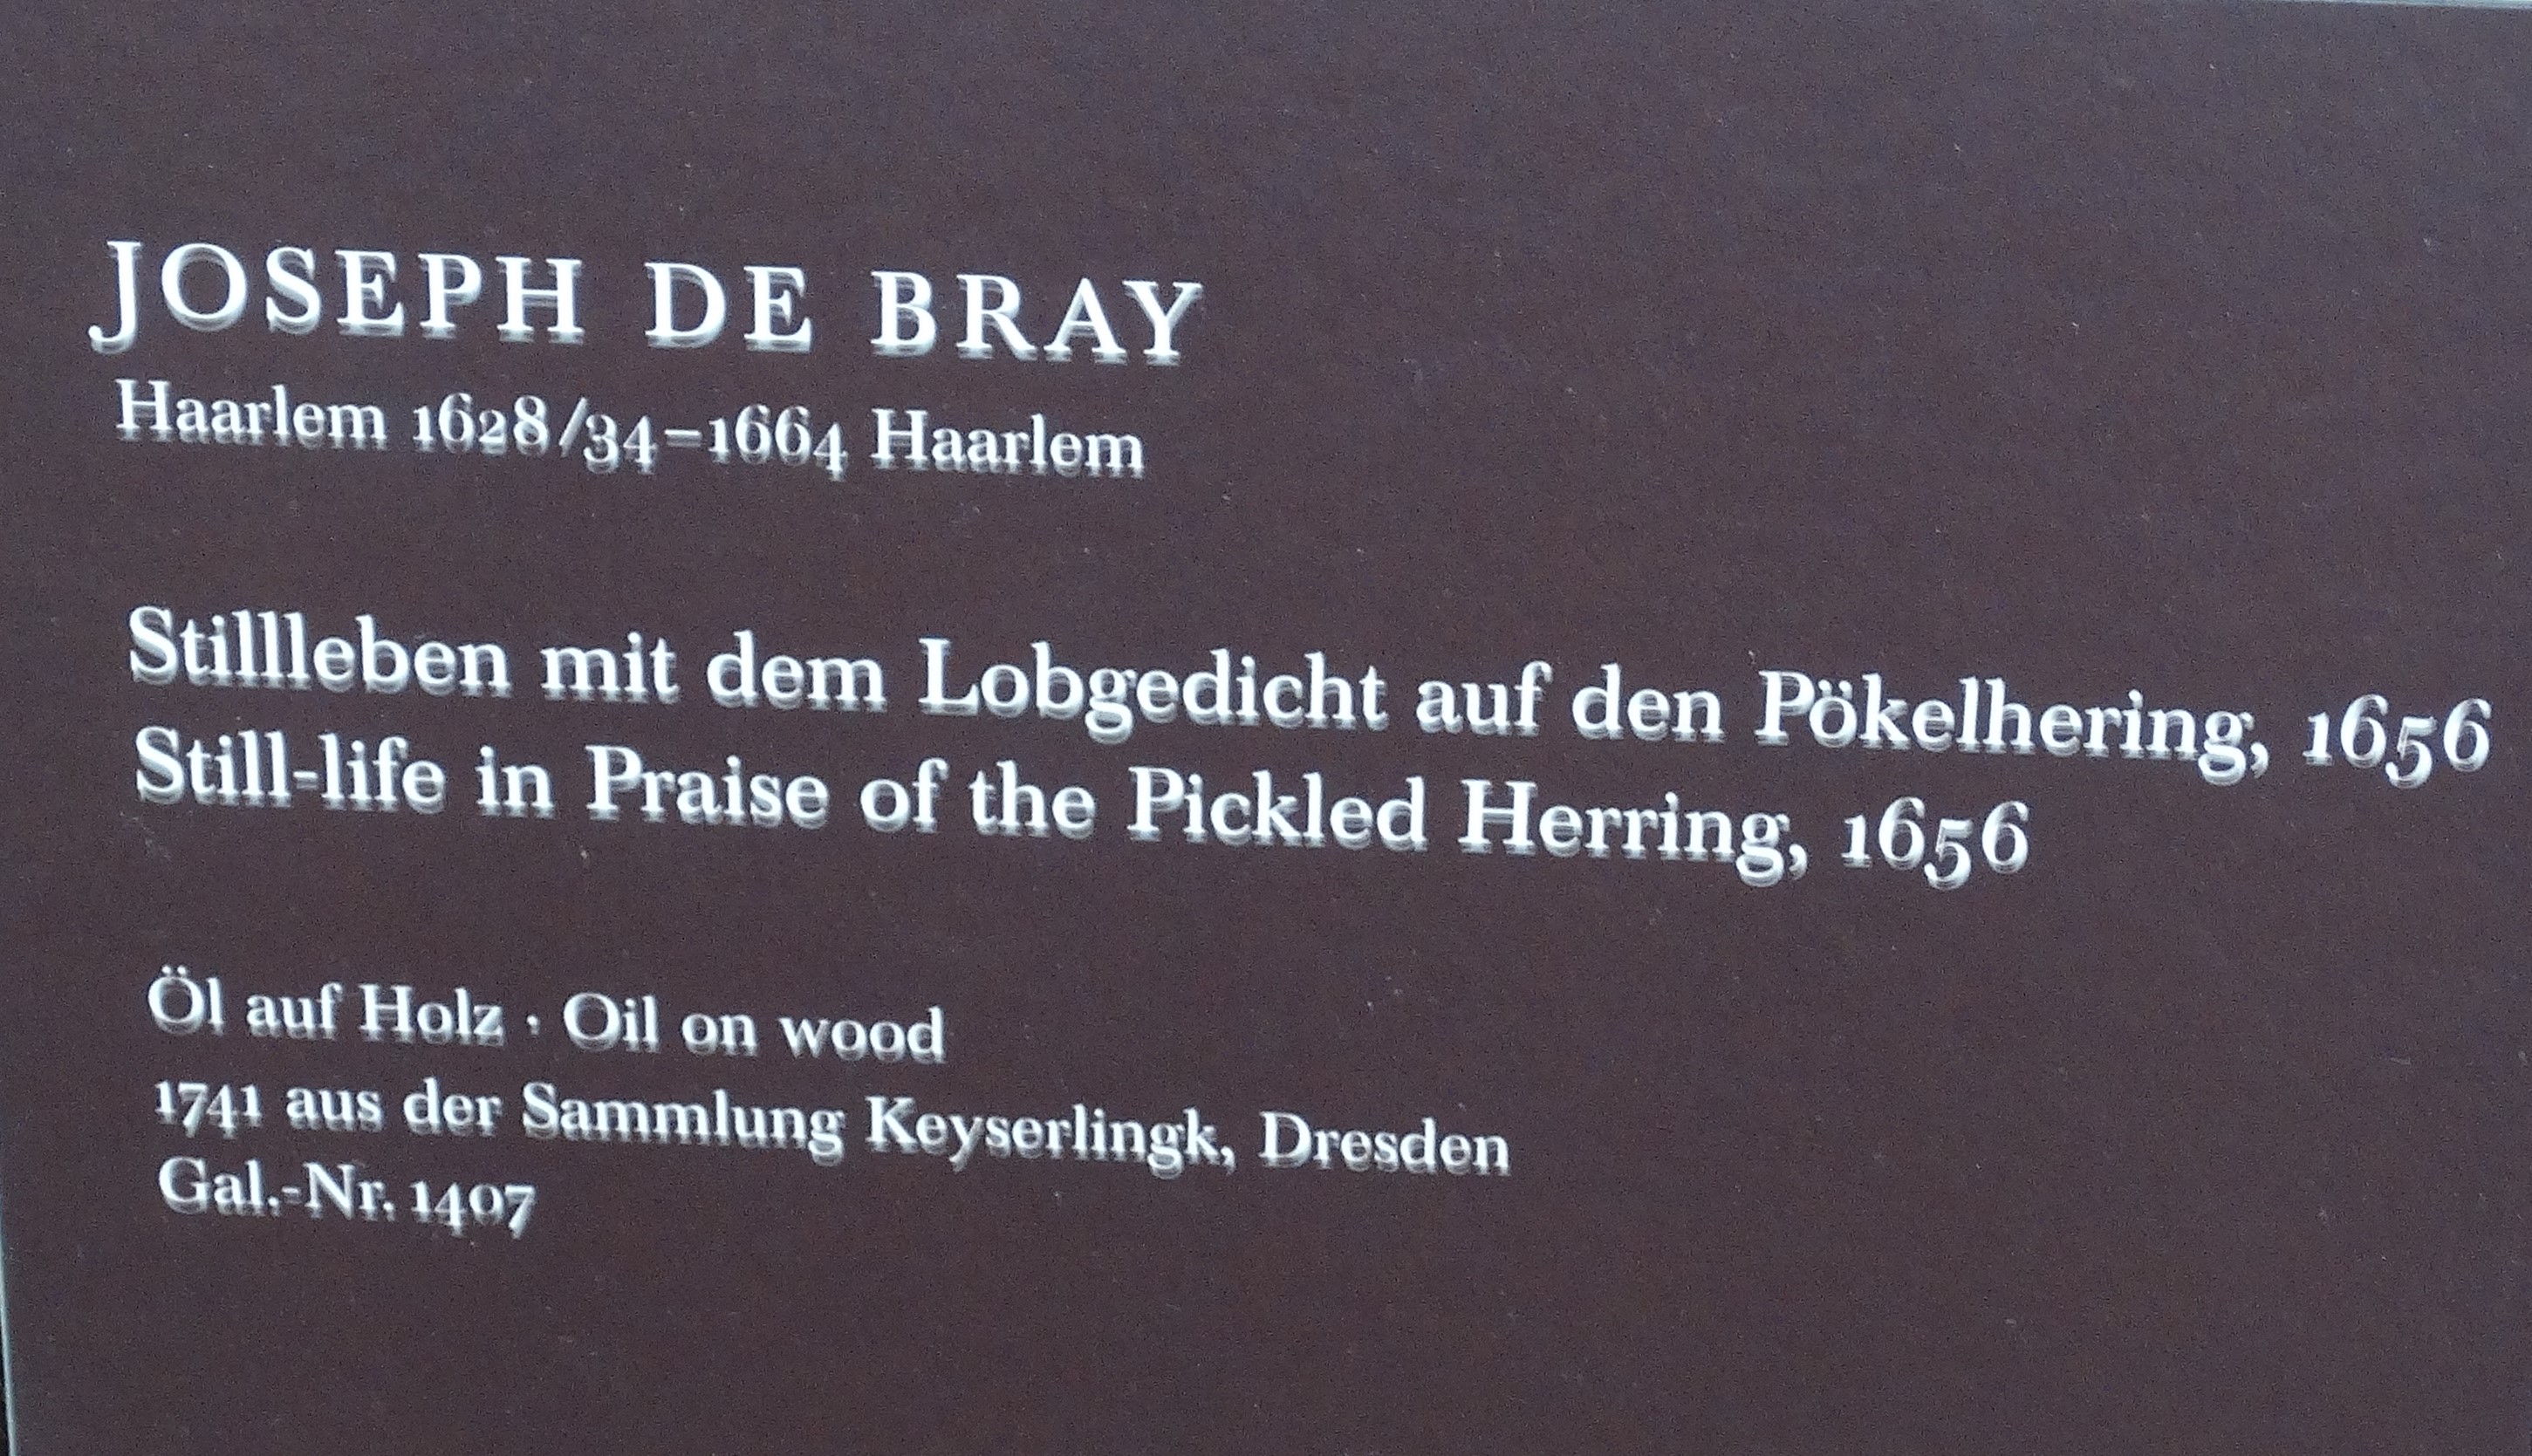 JOSEPH DE BRAY
Haarlem 1628/34–1664 Haarlem
Stillleben mit dem Lobgedicht auf den Pökelhering, 1656
Still-life in Praise of the Pickled Herring, 1656
Öl auf Holz · Oil on wood
1741 aus der Sammlung Keyserlingk, Dresden
Gal.-Nr. 1407